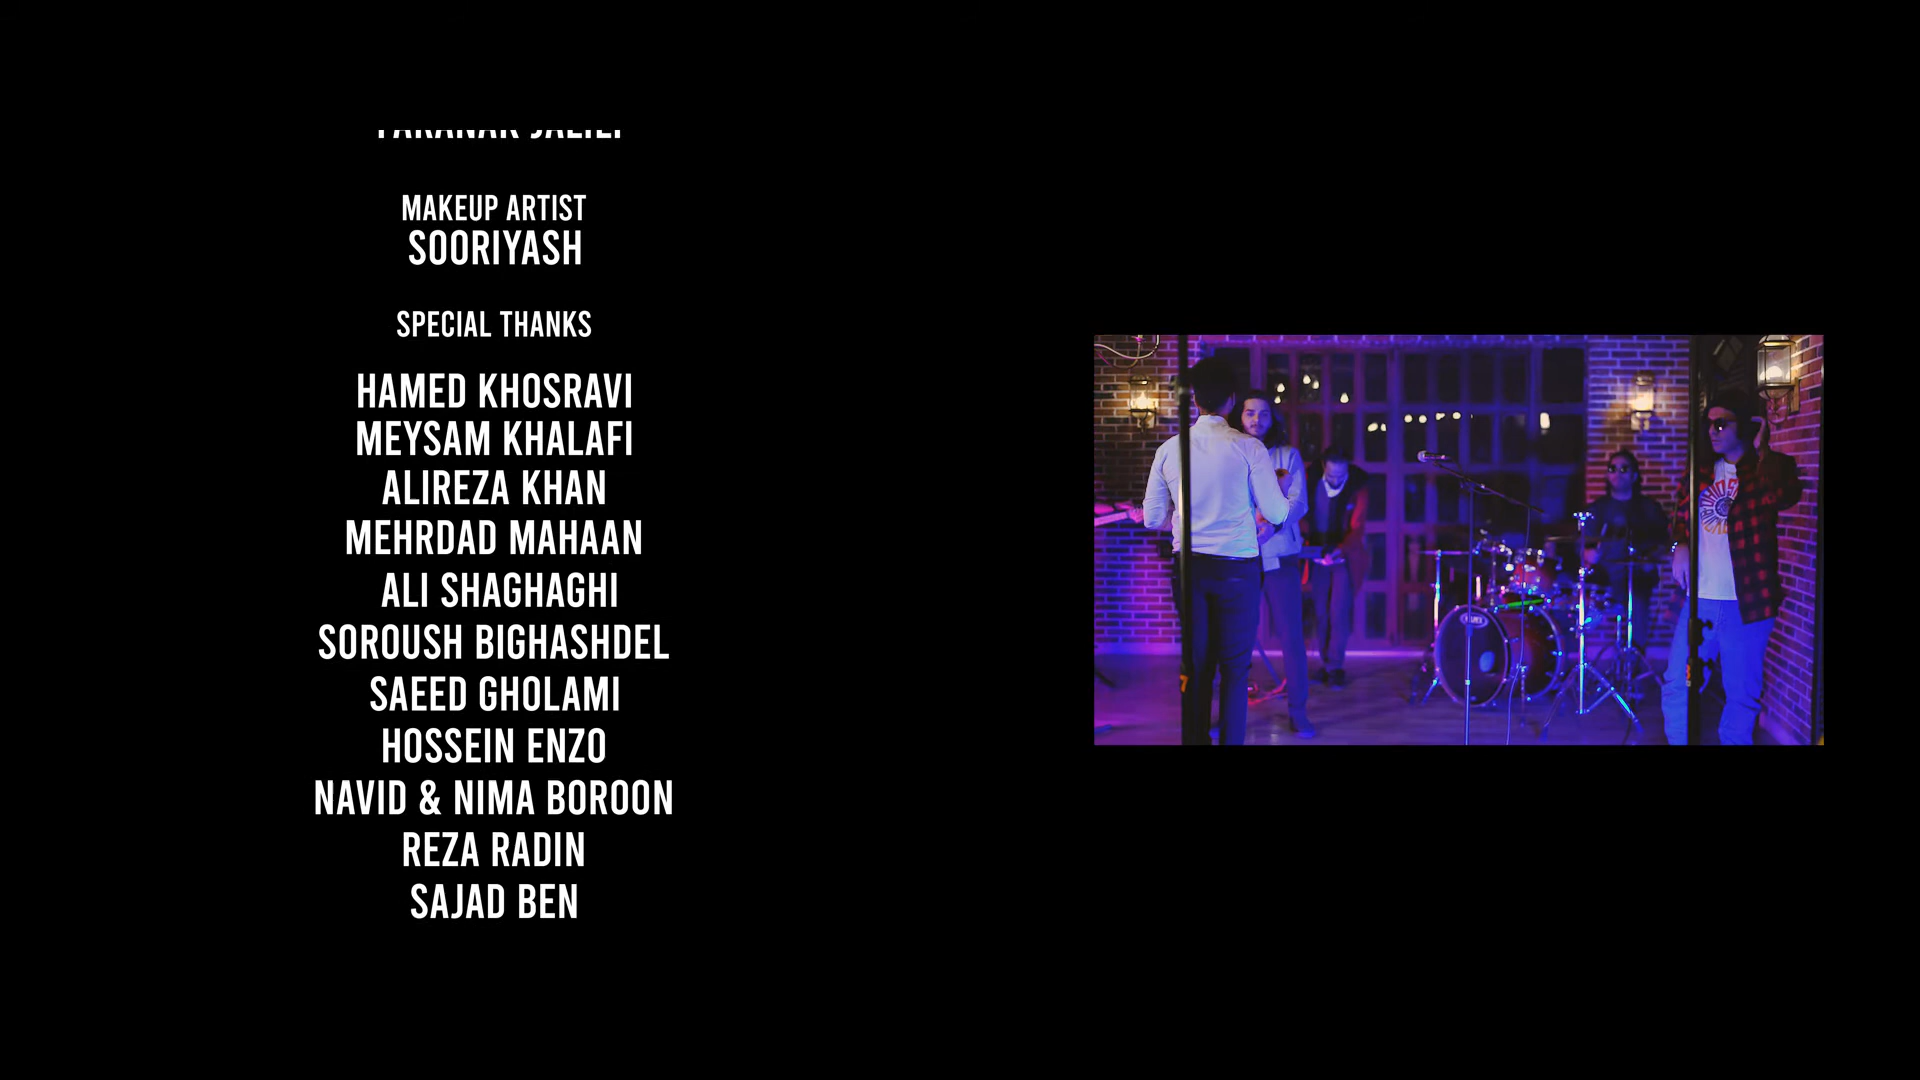 MAKEUP ARTIST
SOORIYASH
SPECIAL THANKS
HAMED KHOSRAVI
MEYSAM KHALAFI
ALIREZA KHAN
MEHRDAD MAHAAN
ALI SHAGHAGHI
SOROUSH BIGHASHDEL
SAEED GHOLAMI
HOSSEIN ENZO
NAVID & NIMA BOROON
REZA RADIN
SAJAD BEN